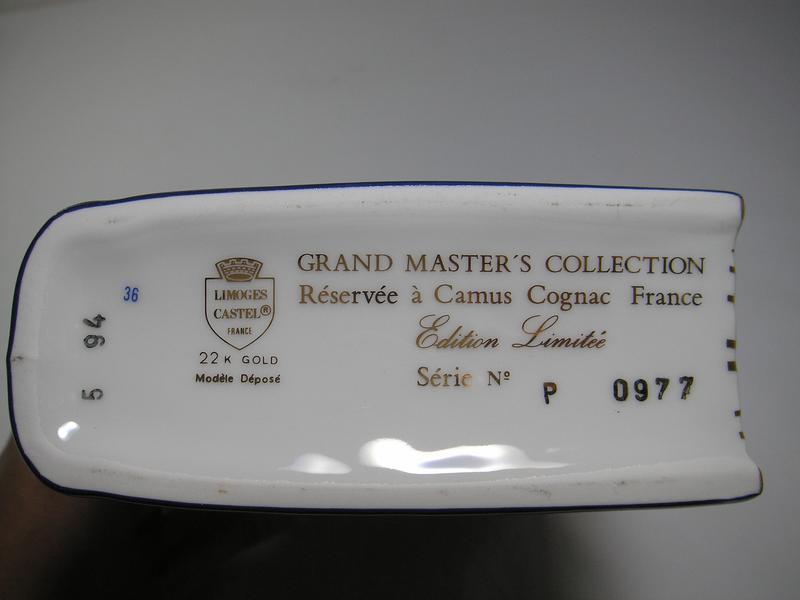 GRAND MASTER'S COLLECTION
Réservée à Camus Cognac France
Edition Limitée
Série Nº P 0977
LIMOGES
CASTEL®
FRANCE
22 K GOLD
Modèle Déposé
36
5 94